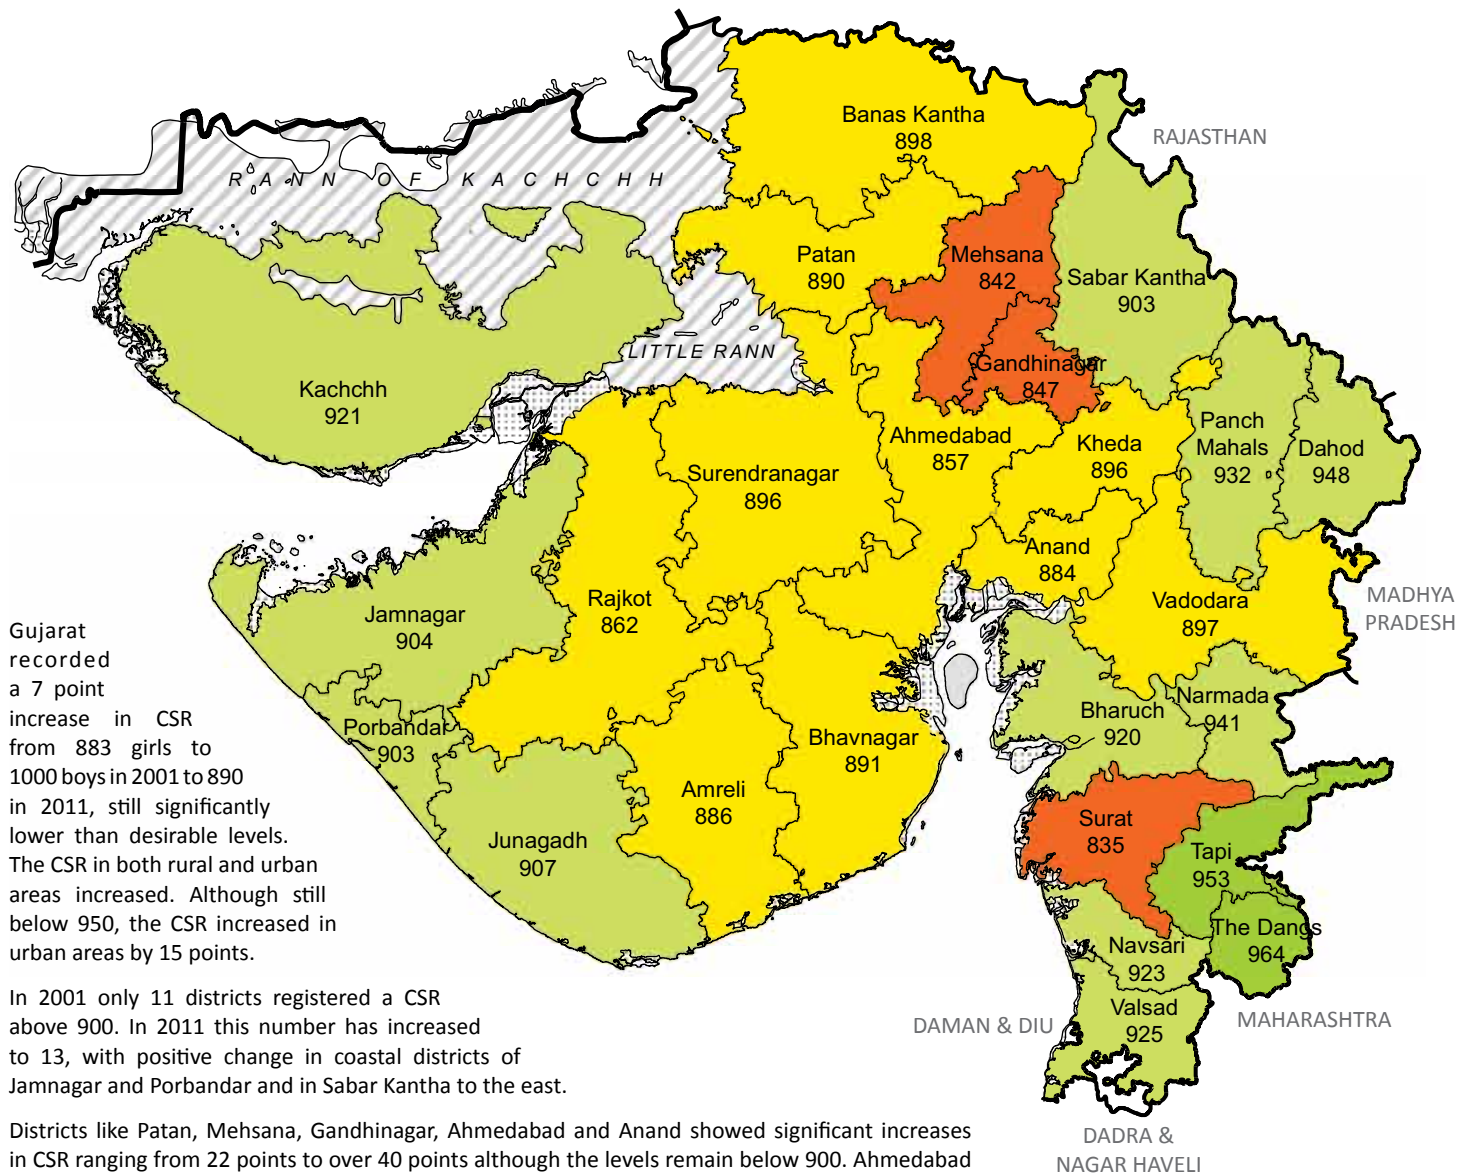 RAJASTHAN
Banas Kantha
898
RANN OF KACHCHH
Patan
890
Mehsana
842
Sabar Kantha
903
LITTLE RANN
Gandhinagar
847
Kachchh
921
Ahmedabad
857
Kheda
896
Panch
Mahals
932
Dahod
948
Surendranagar
896
Anand
884
Vadodara
897
MADHYA
PRADESH
Jamnagar
904
Rajkot
862
Porbandar
903
Bhavnagar
891
Bharuch
920
Narmada
941
Amreli
886
Junagadh
907
Surat
835
Tapi
953
The Dangs
964
Navsari
923
Valsad
925
DAMAN & DIU
MAHARASHTRA
DADRA &
NAGAR HAVELI
Gujarat
recorded
a 7 point
increase in CSR
from 883 girls to
1000 boys in 2001 to 890
in 2011, still significantly
lower than desirable levels.
The CSR in both rural and urban
areas increased. Although still
below 950, the CSR increased in
urban areas by 15 points.
In 2001 only 11 districts registered a CSR
above 900. In 2011 this number has increased
to 13, with positive change in coastal districts of
Jamnagar and Porbandar and in Sabar Kantha to the east.
Districts like Patan, Mehsana, Gandhinagar, Ahmedabad and Anand showed significant increases
in CSR ranging from 22 points to over 40 points although the levels remain below 900. Ahmedabad